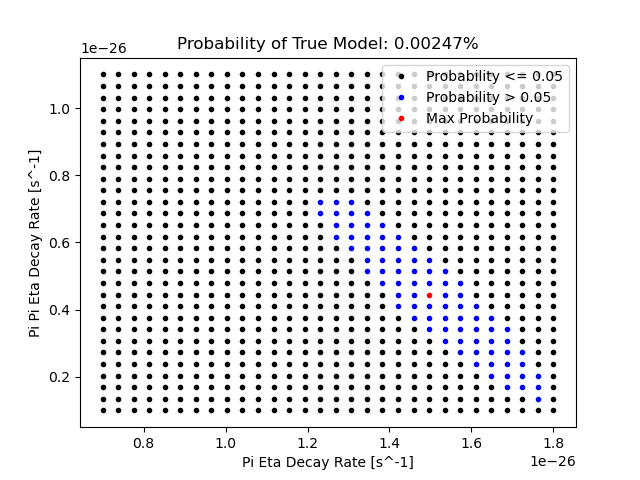 Probability of True Model: 0.00247%
1e−26
Probability <= 0.05
Probability > 0.05
Max Probability
Pi Pi Eta Decay Rate [s^-1]
1.0
0.8
0.6
0.4
0.2
0.8 1.0 1.2 1.4 1.6 1.8
Pi Eta Decay Rate [s^-1]
1e−26